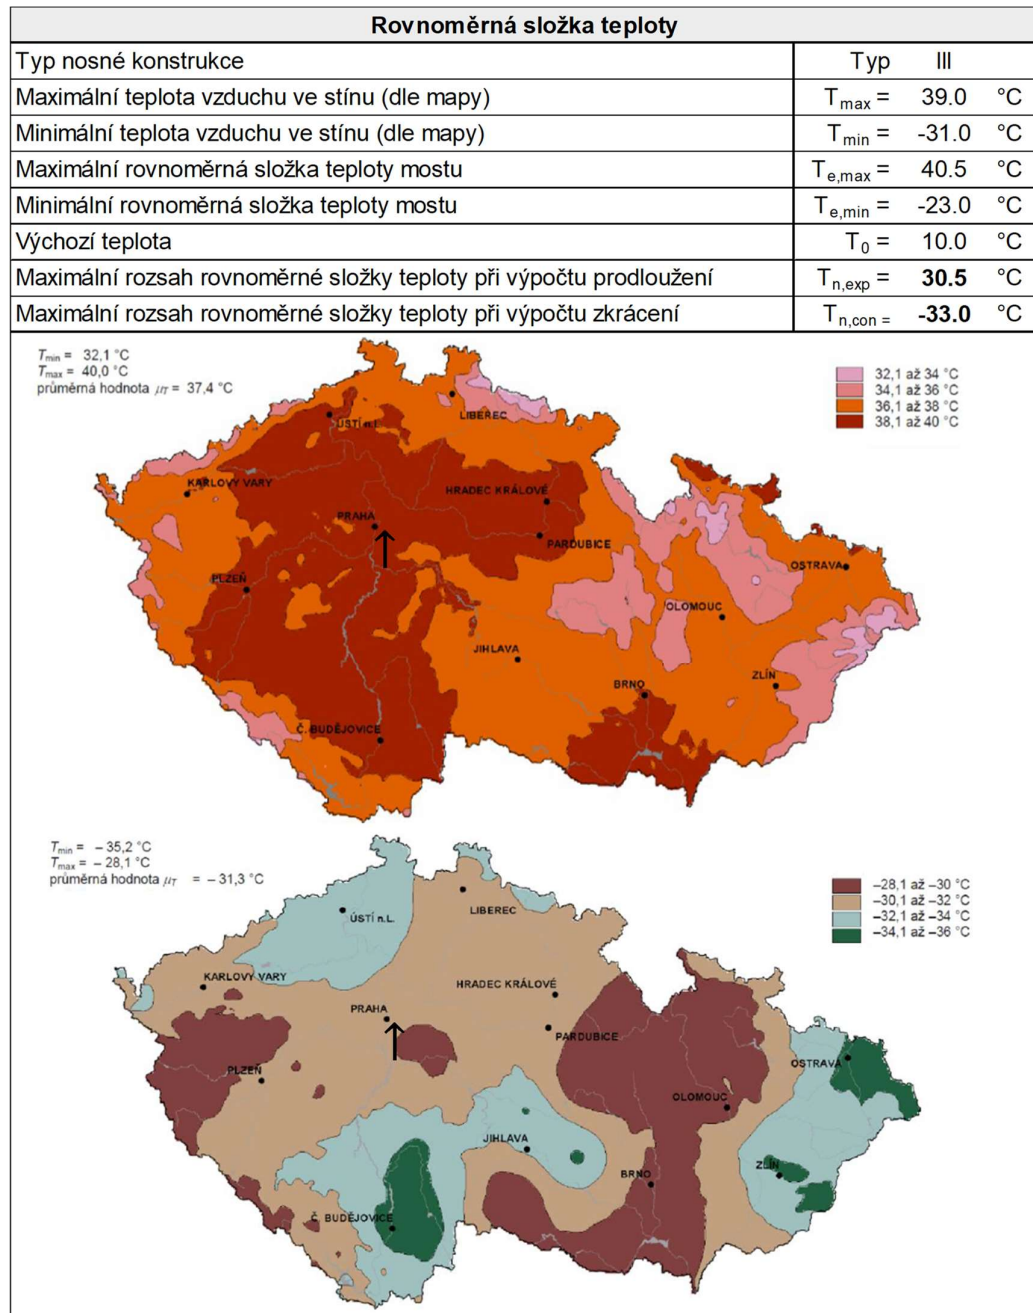 Rovnoměrná složka teploty
Typ nosné konstrukce Typ III
Maximální teplota vzduchu ve stínu (dle mapy) Tmax = 39.0 °C
Minimální teplota vzduchu ve stínu (dle mapy) Tmin = -31.0 °C
Maximální rovnoměrná složka teploty mostu Te,max = 40.5 °C
Minimální rovnoměrná složka teploty mostu Te,min = -23.0 °C
Výchozí teplota T0 = 10.0 °C
Maximální rozsah rovnoměrné složky teploty při výpočtu prodloužení Tn,exp = 30.5 °C
Maximální rozsah rovnoměrné složky teploty při výpočtu zkrácení Tn,con = -33.0 °C
Tmin = 32,1 °C
Tmax = 40,0 °C
průměrná hodnota μT = 37,4 °C
32,1 až 34 °C
34,1 až 36 °C
36,1 až 38 °C
38,1 až 40 °C
LIBEREC
ÚSTÍ n.L.
KARLOVY VARY
HRADEC KRÁLOVÉ
PRAHA
PARDUBICE
OSTRAVA
PLZEŇ
OLOMOUC
JIHLAVA
ZLÍN
BRNO
Č. BUDĚJOVICE
Tmin = – 35,2 °C
Tmax = – 28,1 °C
průměrná hodnota μT = – 31,3 °C
–28,1 až –30 °C
–30,1 až –32 °C
–32,1 až –34 °C
–34,1 až –36 °C
LIBEREC
ÚSTÍ n.L.
KARLOVY VARY
HRADEC KRÁLOVÉ
PRAHA
PARDUBICE
OSTRAVA
PLZEŇ
OLOMOUC
JIHLAVA
ZLÍN
BRNO
Č. BUDĚJOVICE